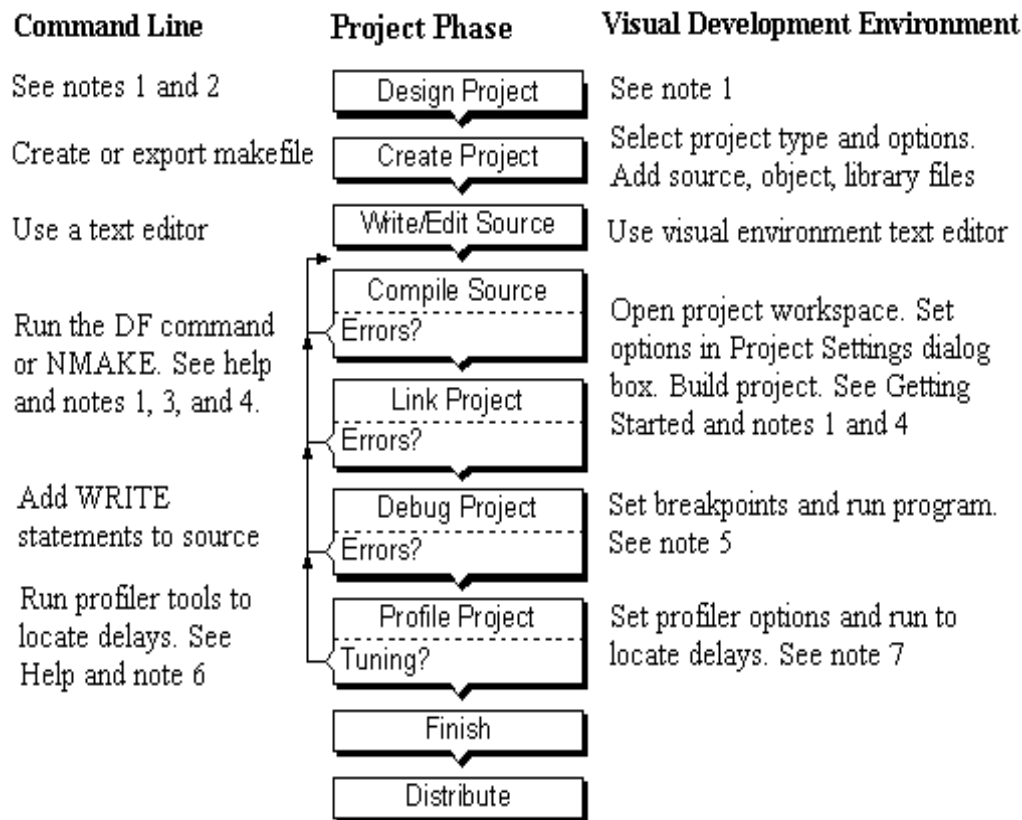 Command Line
Project Phase
Visual Development Environment
See notes 1 and 2
Design Project
See note 1
Create or export makefile
Create Project
Select project type and options.
Add source, object, library files
Use a text editor
Write/Edit Source
Use visual environment text editor
Run the DF command
or NMAKE. See help
and notes 1, 3, and 4.
Compile Source
Errors?
Link Project
Errors?
Open project workspace. Set
options in Project Settings dialog
box. Build project. See Getting
Started and notes 1 and 4
Add WRITE
statements to source
Debug Project
Errors?
Set breakpoints and run program.
See note 5
Run profiler tools to
locate delays. See
Help and note 6
Profile Project
Tuning?
Set profiler options and run to
locate delays. See note 7
Finish
Distribute